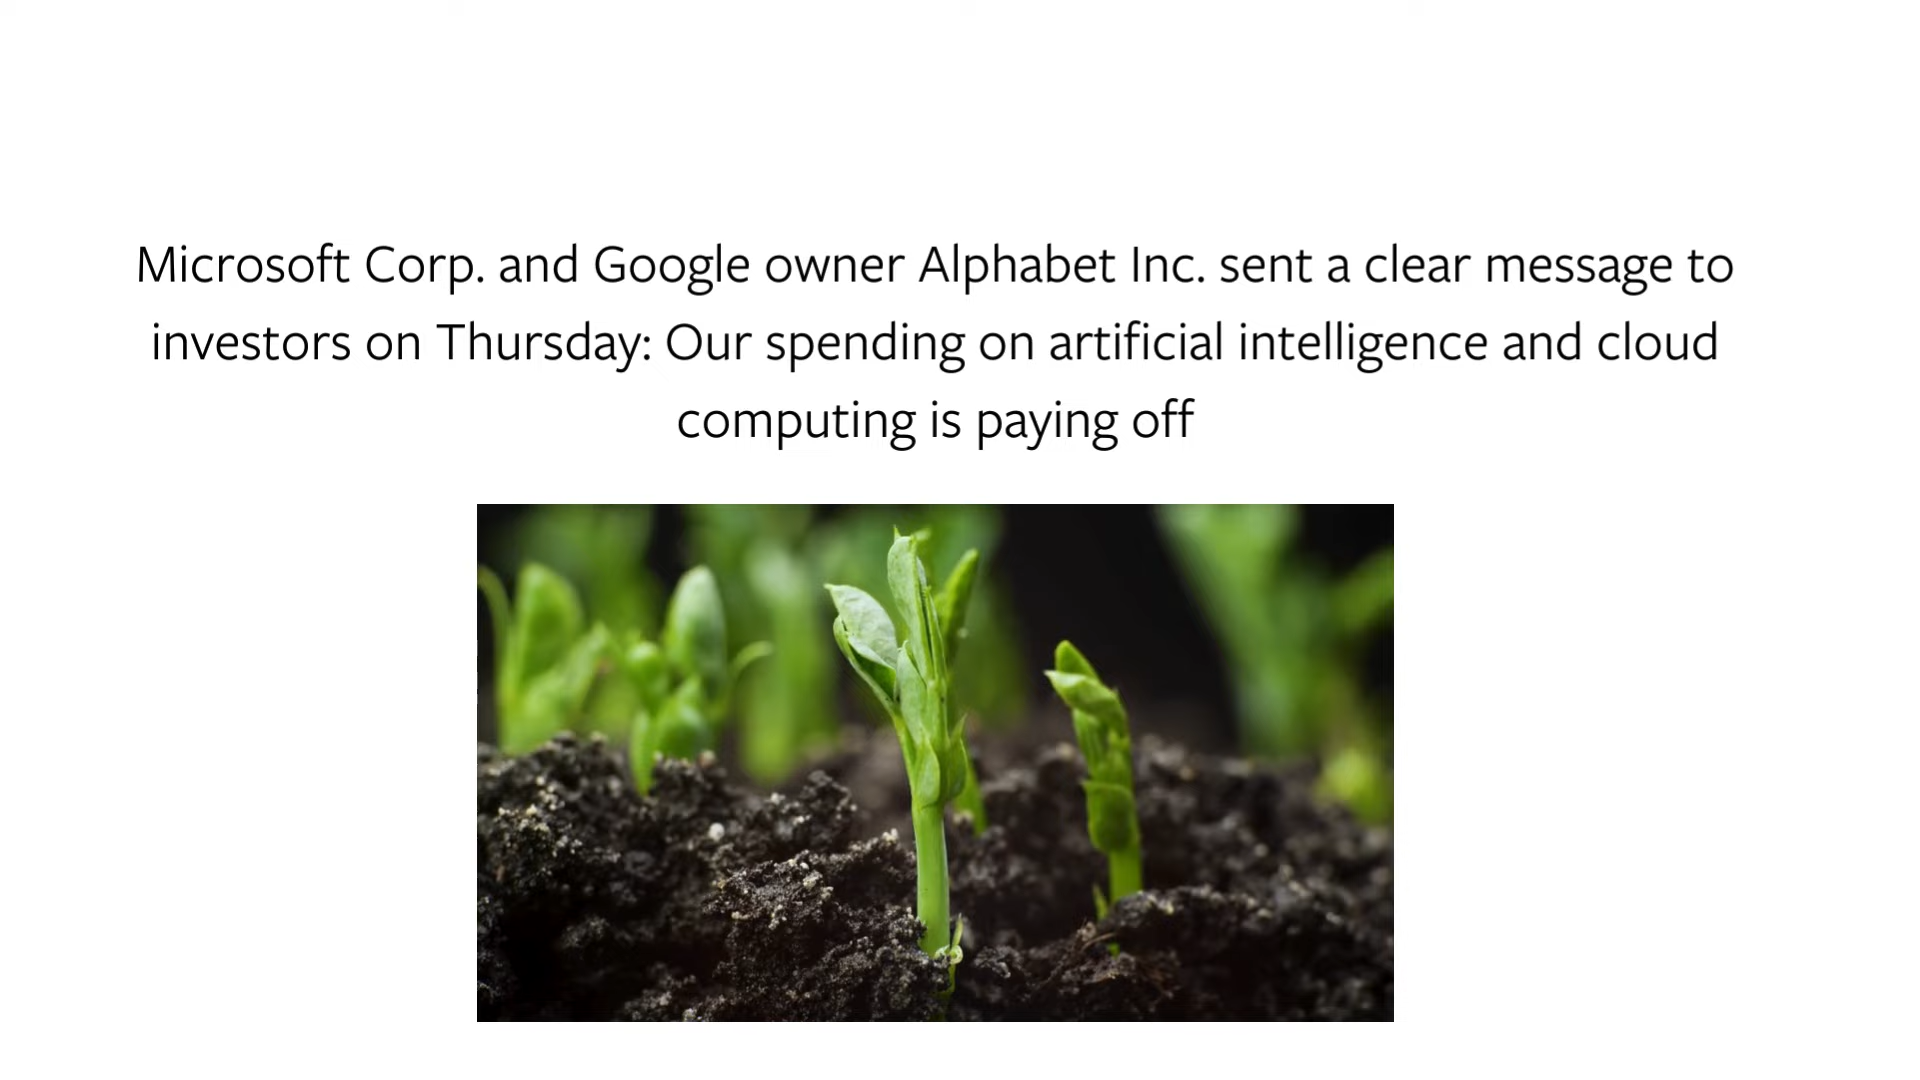 Microsoft Corp. and Google owner Alphabet Inc. sent a clear message to
investors on Thursday: Our spending on artificial intelligence and cloud
computing is paying off